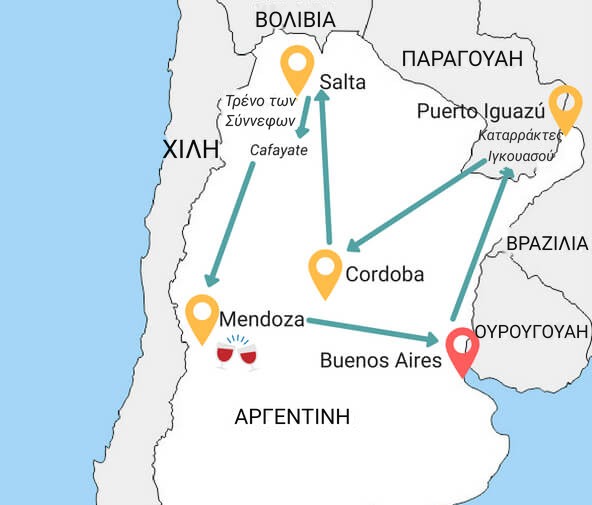 ΒΟΛΙΒΙΑ
ΠΑΡΑΓΟΥΑΗ
Salta
Τρένο των
Σύννεφων
Puerto Iguazú
Καταρράκτες
Ιγκουασού
ΧΙΛΗ
Cafayate
ΒΡΑΖΙΛΙΑ
Cordoba
Mendoza
ΟΥΡΟΥΓΟΥΑΗ
Buenos Aires
ΑΡΓΕΝΤΙΝΗ